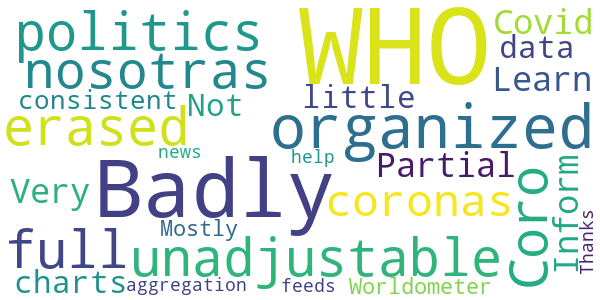 politics
WHO
Covid
data
nosotras
Learn
consistent
Not
little
erased
organized
news
help
Partial
Very
Badly
coronas
Coro
Inform
Thanks
Mostly
full
unadjustable
charts
aggregation
feeds
Worldometer